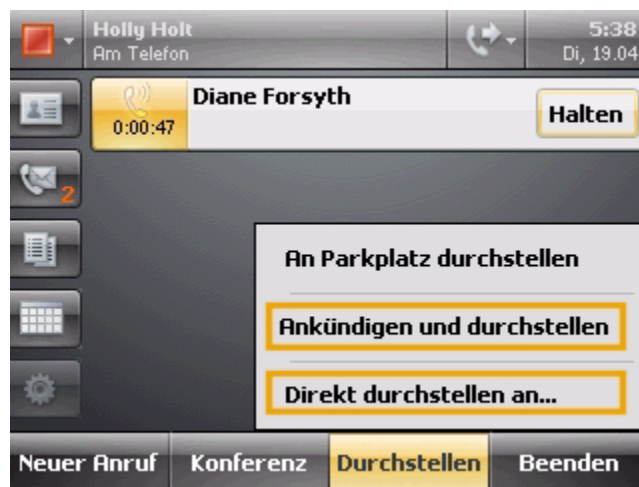 Holly Holt
Am Telefon
5:38
Di, 19.04
Diane Forsyth
0:00:47
Halten
2
An Parkplatz durchstellen
Ankündigen und durchstellen
Direkt durchstellen an...
Neuer Anruf
Konferenz
Durchstellen
Beenden